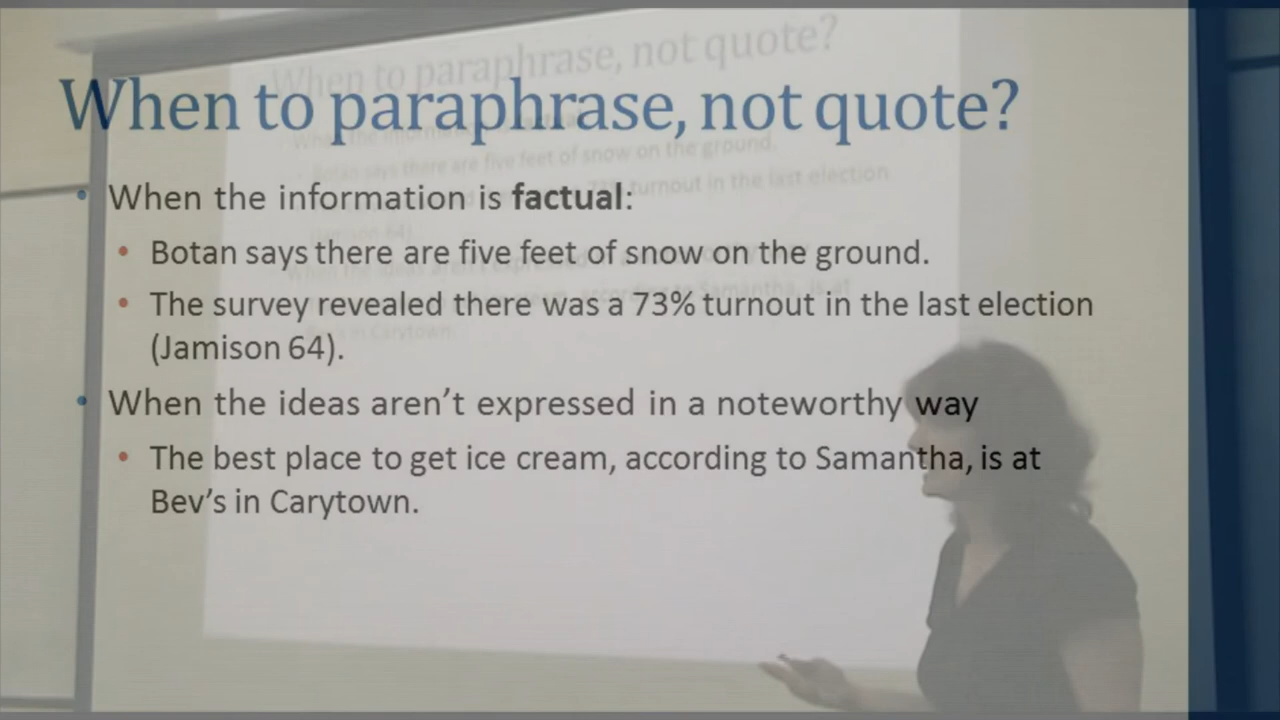 When to paraphrase, not quote?
• When the information is factual:
• Botan says there are five feet of snow on the ground.
• The survey revealed there was a 73% turnout in the last election
(Jamison 64).
• When the ideas aren't expressed in a noteworthy way
• The best place to get ice cream, according to Samantha, is at
Bev's in Carytown.